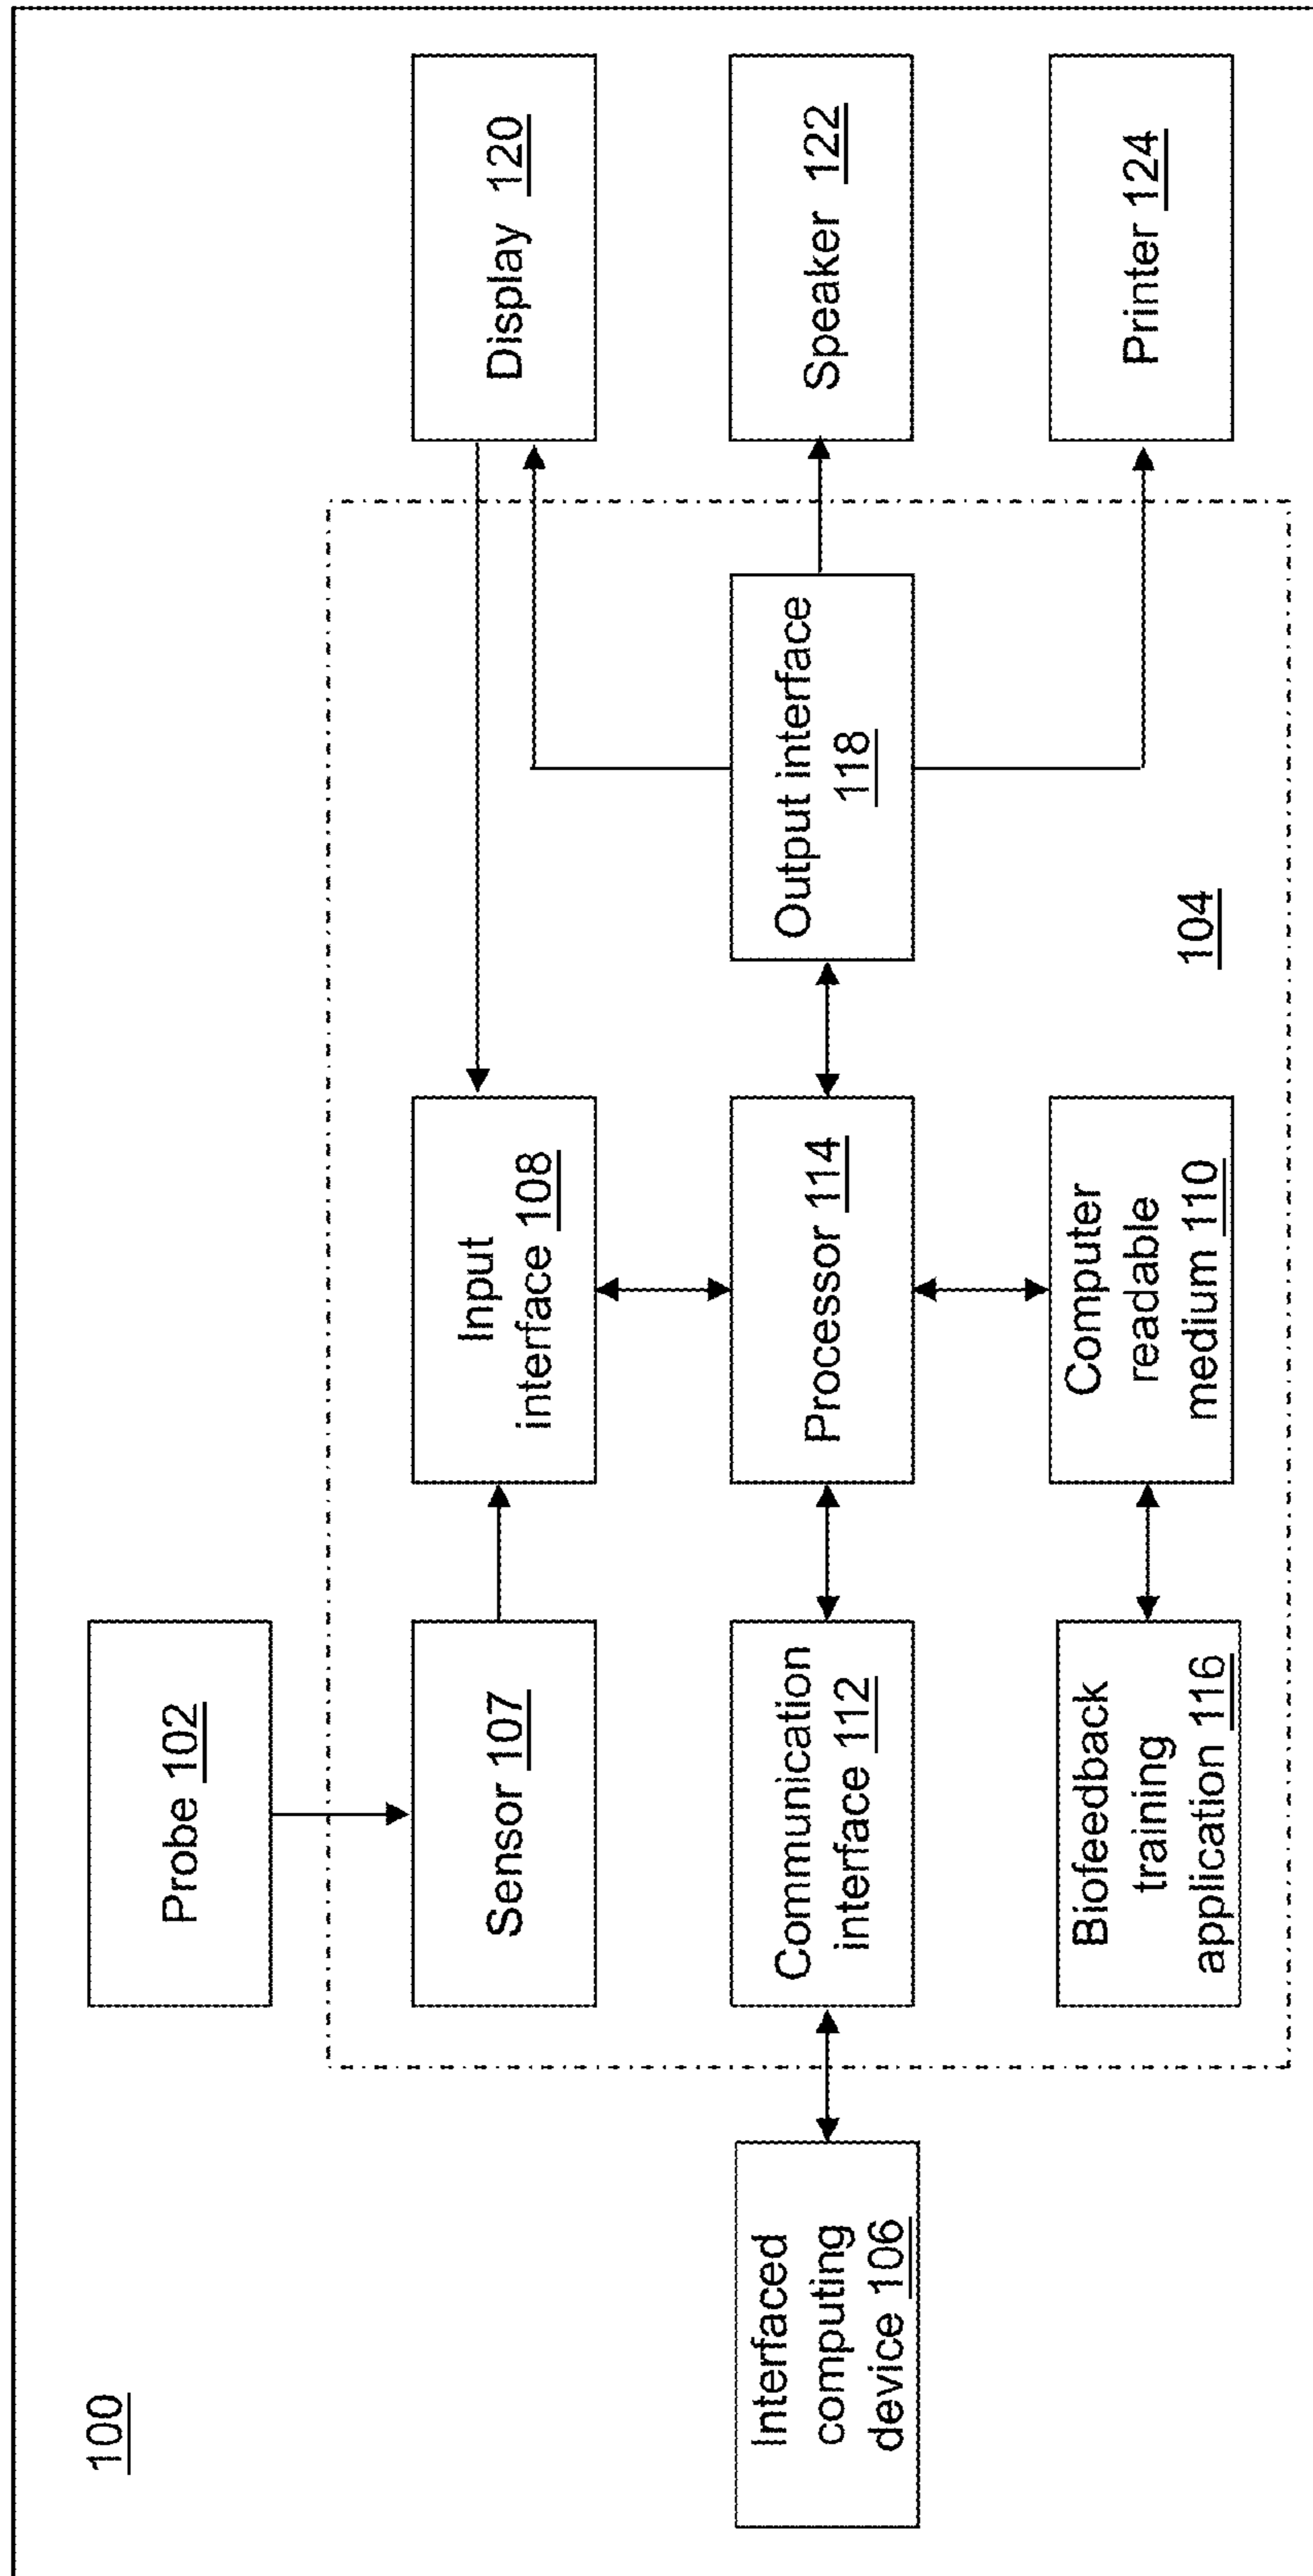 100
Probe 102
Sensor 107
Input
interface 108
Display 120
Interfaced
computing
device 106
Communication
interface 112
Processor 114
Output interface
118
Speaker 122
Biofeedback
training
application 116
Computer
readable
medium 110
104
Printer 124